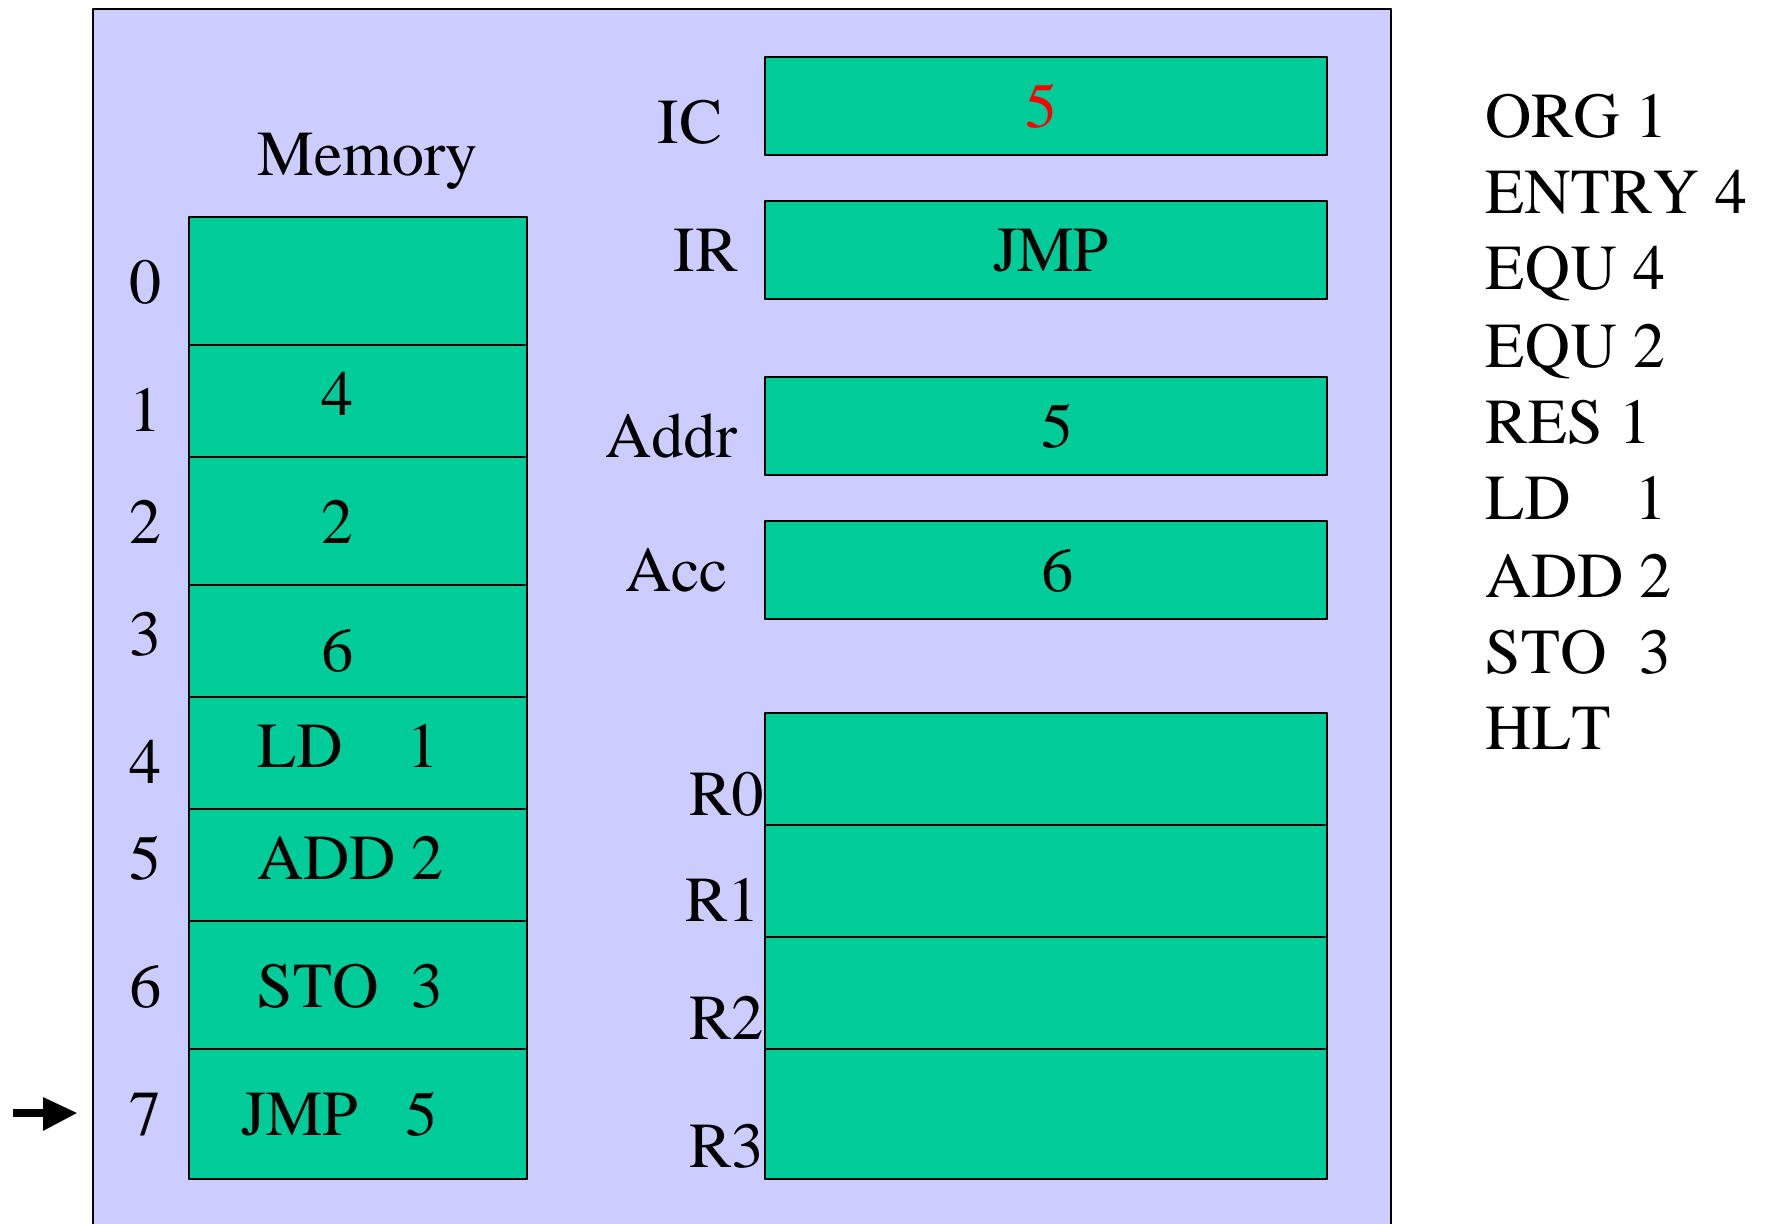 Memory
0
1 4
2 2
3 6
4 LD 1
5 ADD 2
6 STO 3
7 JMP 5
IC 5
IR JMP
Addr 5
Acc 6
R0
R1
R2
R3
ORG 1
ENTRY 4
EQU 4
EQU 2
RES 1
LD 1
ADD 2
STO 3
HLT